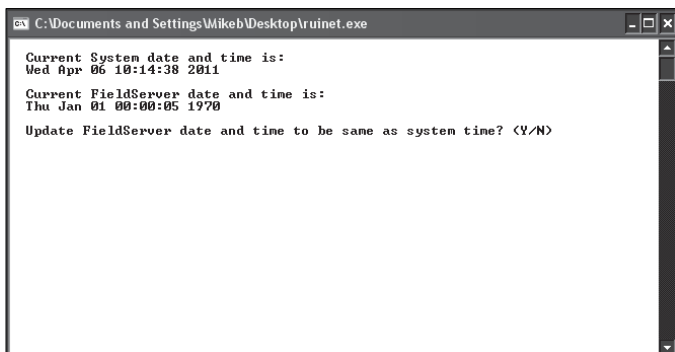 C:\Documents and Settings\Mikeb\Desktop\ruinet.exe
Current System date and time is:
Wed Apr 06 10:14:38 2011
Current FieldServer date and time is:
Thu Jan 01 00:00:05 1970
Update FieldServer date and time to be same as system time? (Y/N)